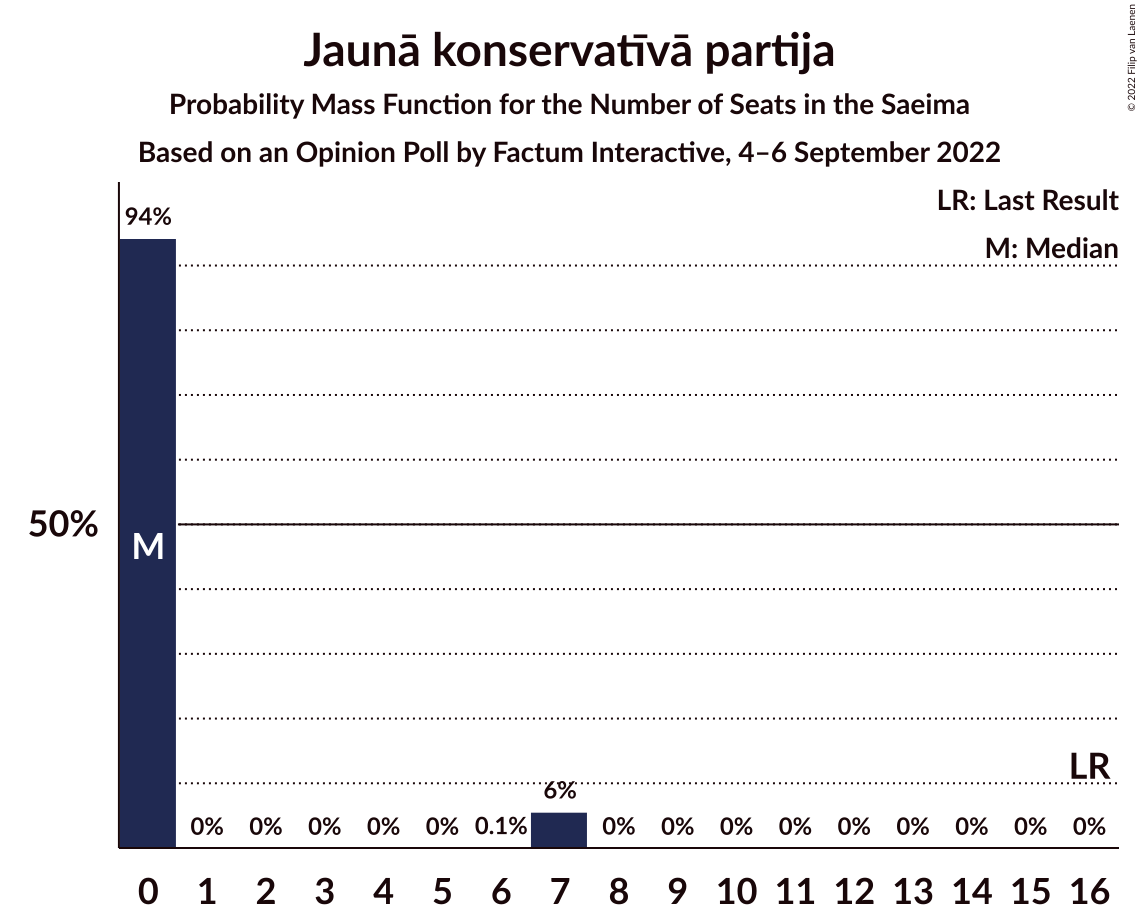 Jaunā konservatīvā partija
Probability Mass Function for the Number of Seats in the Saeima
Based on an Opinion Poll by Factum Interactive, 4–6 September 2022
© 2022 Filip van Laenen
LR: Last Result
M: Median
94%
50%
M
LR
0% 0% 0% 0% 0% 0.1% 6% 0% 0% 0% 0% 0% 0% 0% 0% 0%
0 1 2 3 4 5 6 7 8 9 10 11 12 13 14 15 16